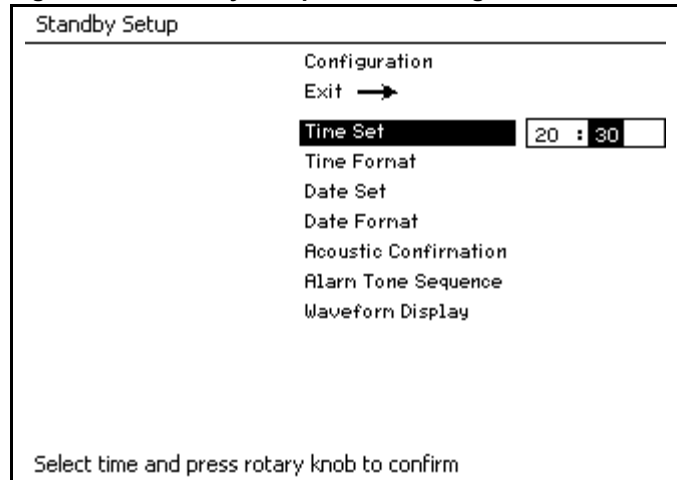 Standby Setup
Configuration
Exit →
Time Set 20 : 30
Time Format
Date Set
Date Format
Acoustic Confirmation
Alarm Tone Sequence
Waveform Display
Select time and press rotary knob to confirm